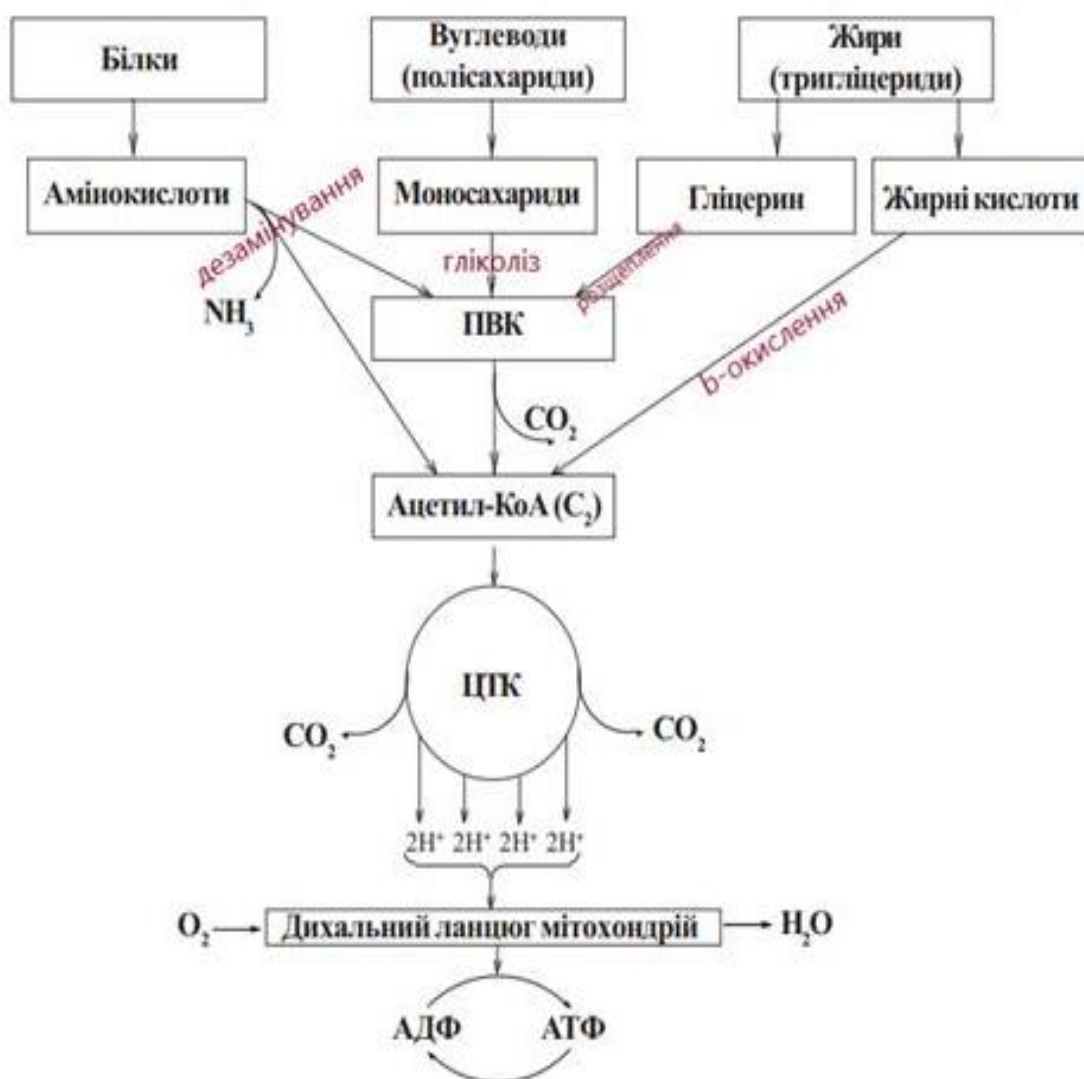 Білки
Вуглеводи
(полісахариди)
Жири
(тригліцериди)
Амінокислоти
Моносахариди
Гліцерин
Жирні кислоти
дезамінування
гліколіз
розщеплення
b-окислення
NH₃
ПВК
CO₂
Ацетил-КоА (C₂)
ЦТК
CO₂
CO₂
2H⁺ 2H⁺ 2H⁺ 2H⁺
O₂
Дихальний ланцюг мітохондрій
H₂O
АДФ
АТФ